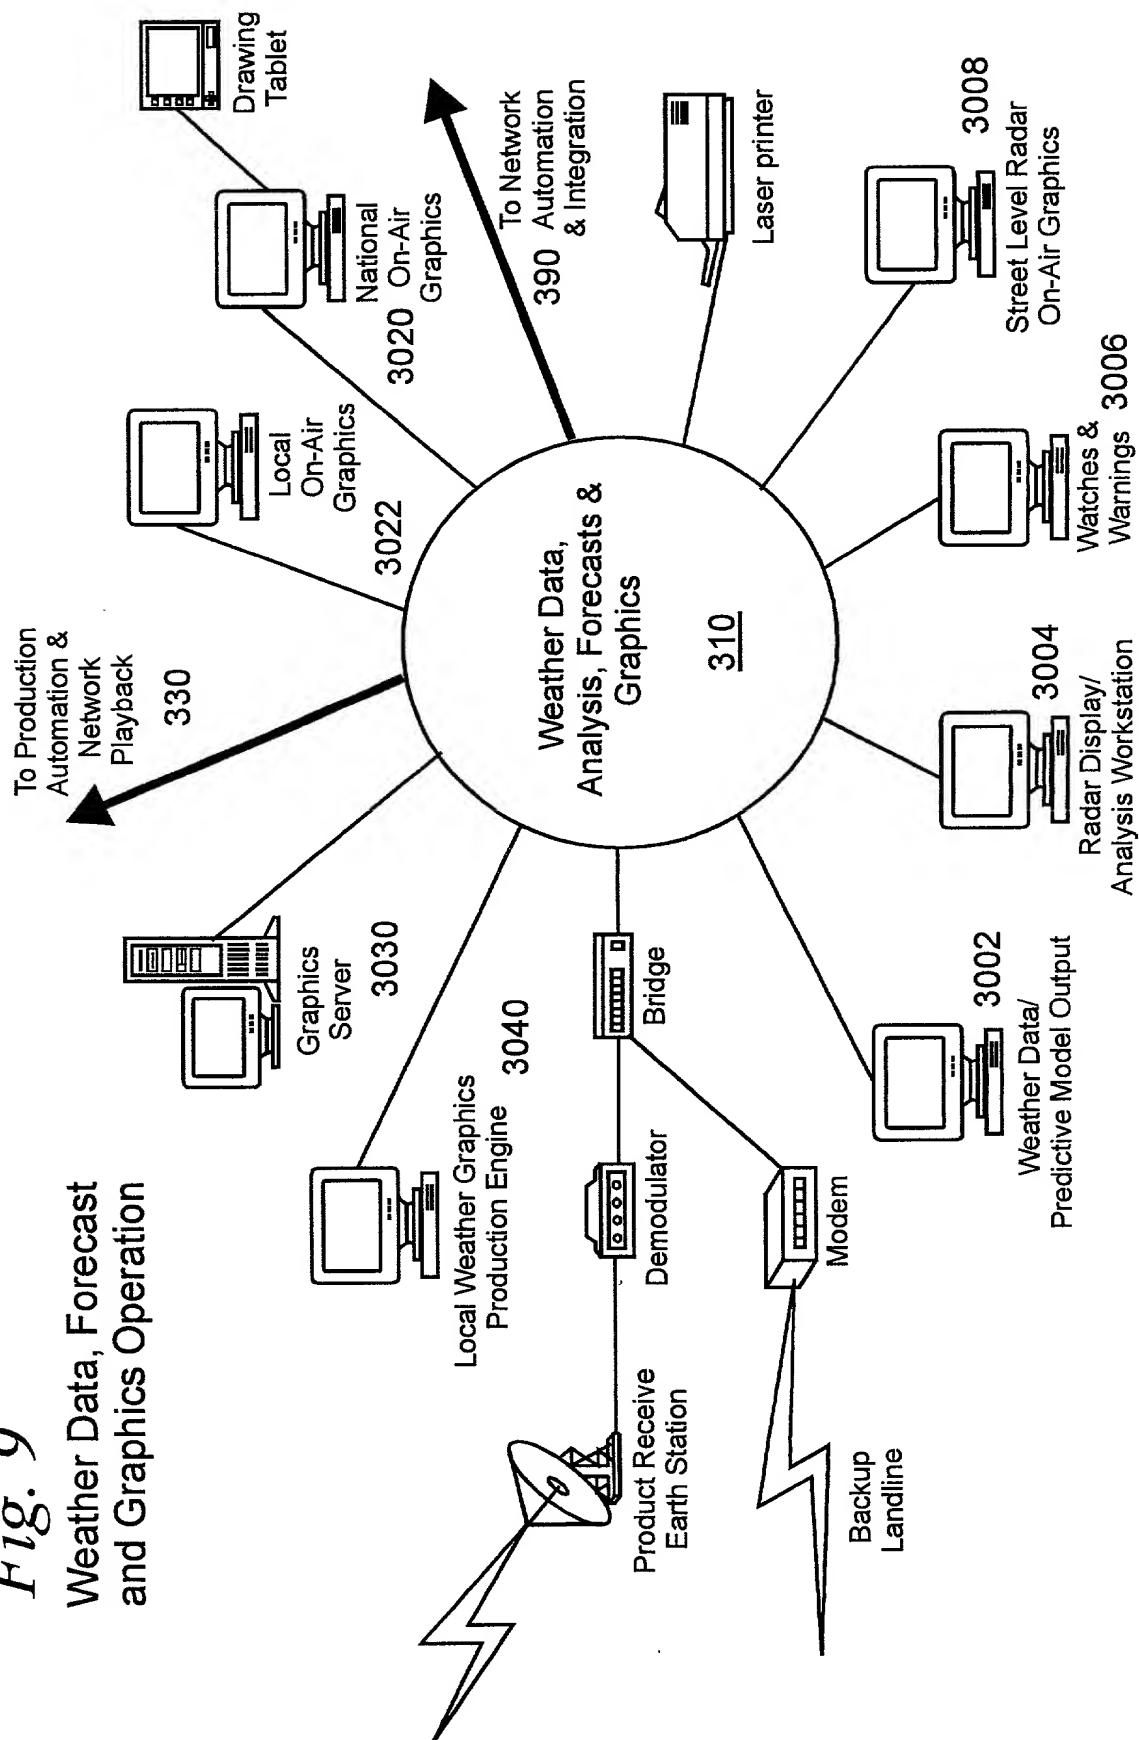 Fig. 9
Weather Data, Forecast
and Graphics Operation
To Production
Automation &
Network
Playback
330
Drawing
Tablet
Local
On-Air
Graphics
3022
National
On-Air
Graphics
3020
To Network
Automation
& Integration
390
Graphics
Server
3030
Local Weather Graphics
Production Engine
3040
Weather Data,
Analysis, Forecasts &
Graphics
310
Laser printer
Product Receive
Earth Station
Demodulator
Bridge
Modem
Backup
Landline
3002
Weather Data/
Predictive Model Output
3004
Radar Display/
Analysis Workstation
Watches &
Warnings
3006
Street Level Radar
On-Air Graphics
3008